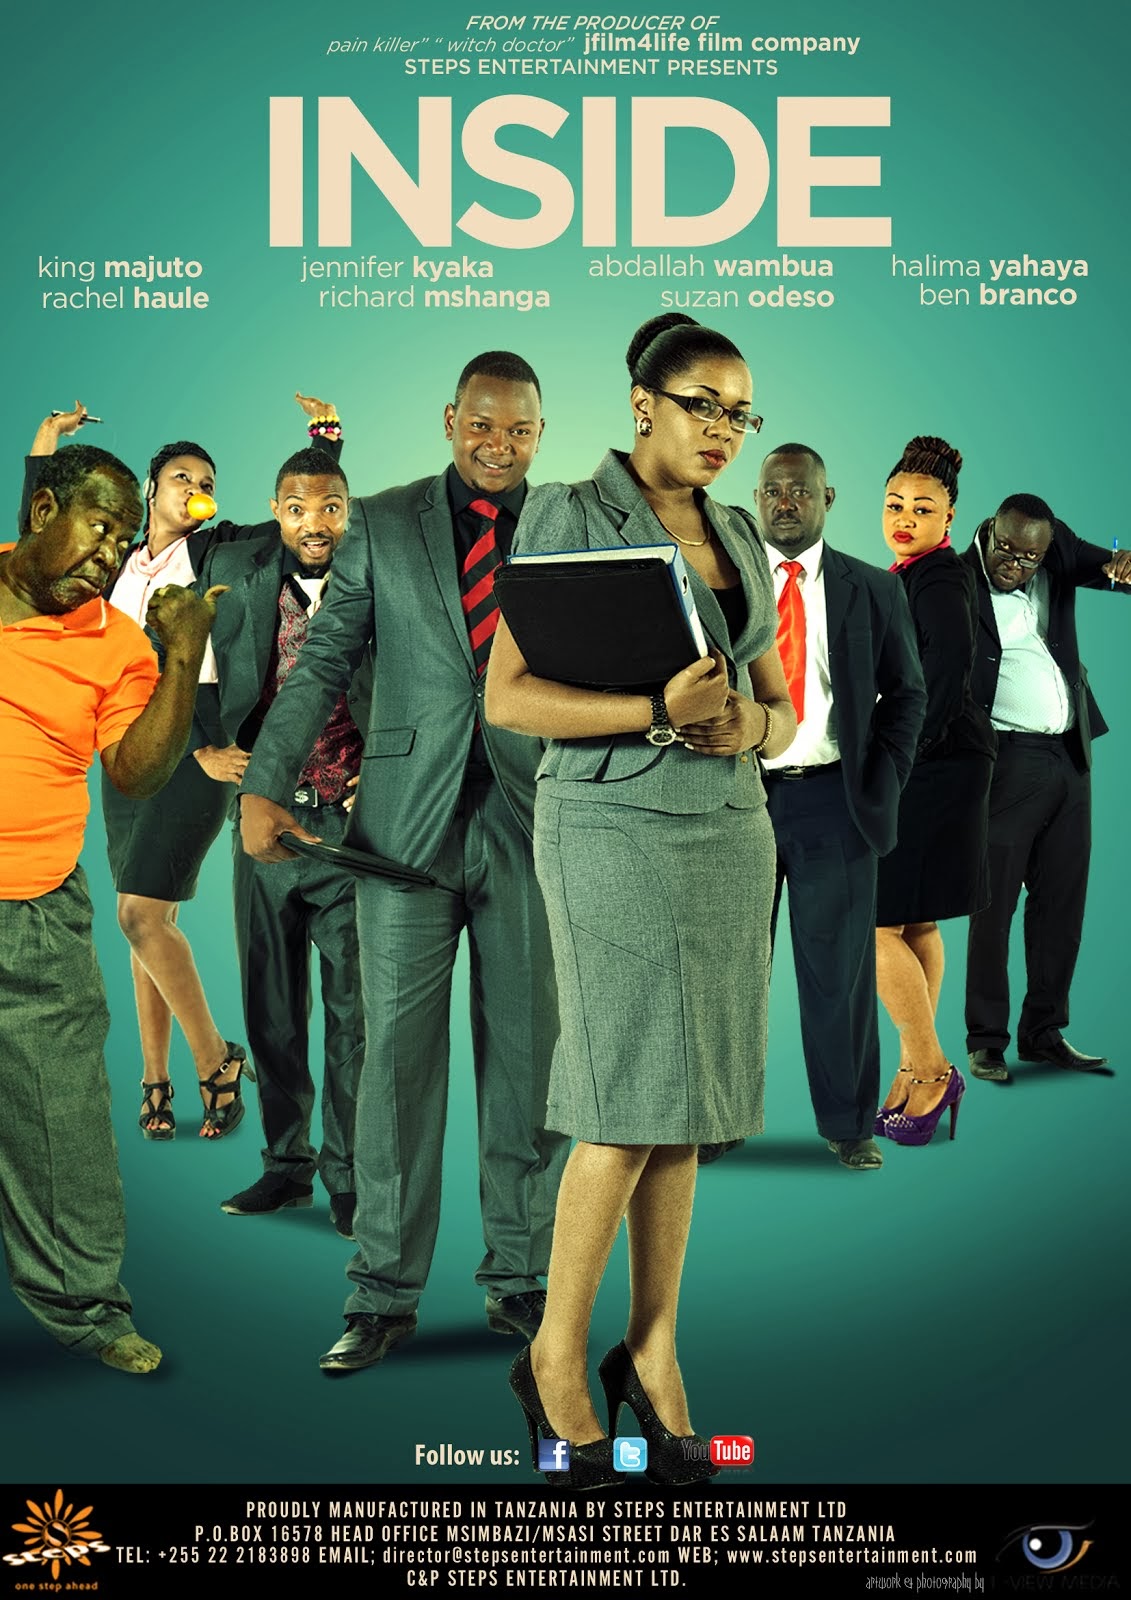 FROM THE PRODUCER OF
pain killer” “ witch doctor” jfilm4life film company
STEPS ENTERTAINMENT PRESENTS
INSIDE
king majuto jennifer kyaka abdallah wambua halima yahaya
rachel haule richard mshanga suzan odeso ben branco
$
Follow us: f t YouTube
PROUDLY MANUFACTURED IN TANZANIA BY STEPS ENTERTAINMENT LTD
P.O.BOX 16578 HEAD OFFICE MSIMBAZI/MSASI STREET DAR ES SALAAM TANZANIA
TEL: +255 22 2183898 EMAIL; director@stepsentertainment.com WEB; www.stepsentertainment.com
C&P STEPS ENTERTAINMENT LTD.
S
steps
one step ahead
artwork & photography by I-VIEW MEDIA